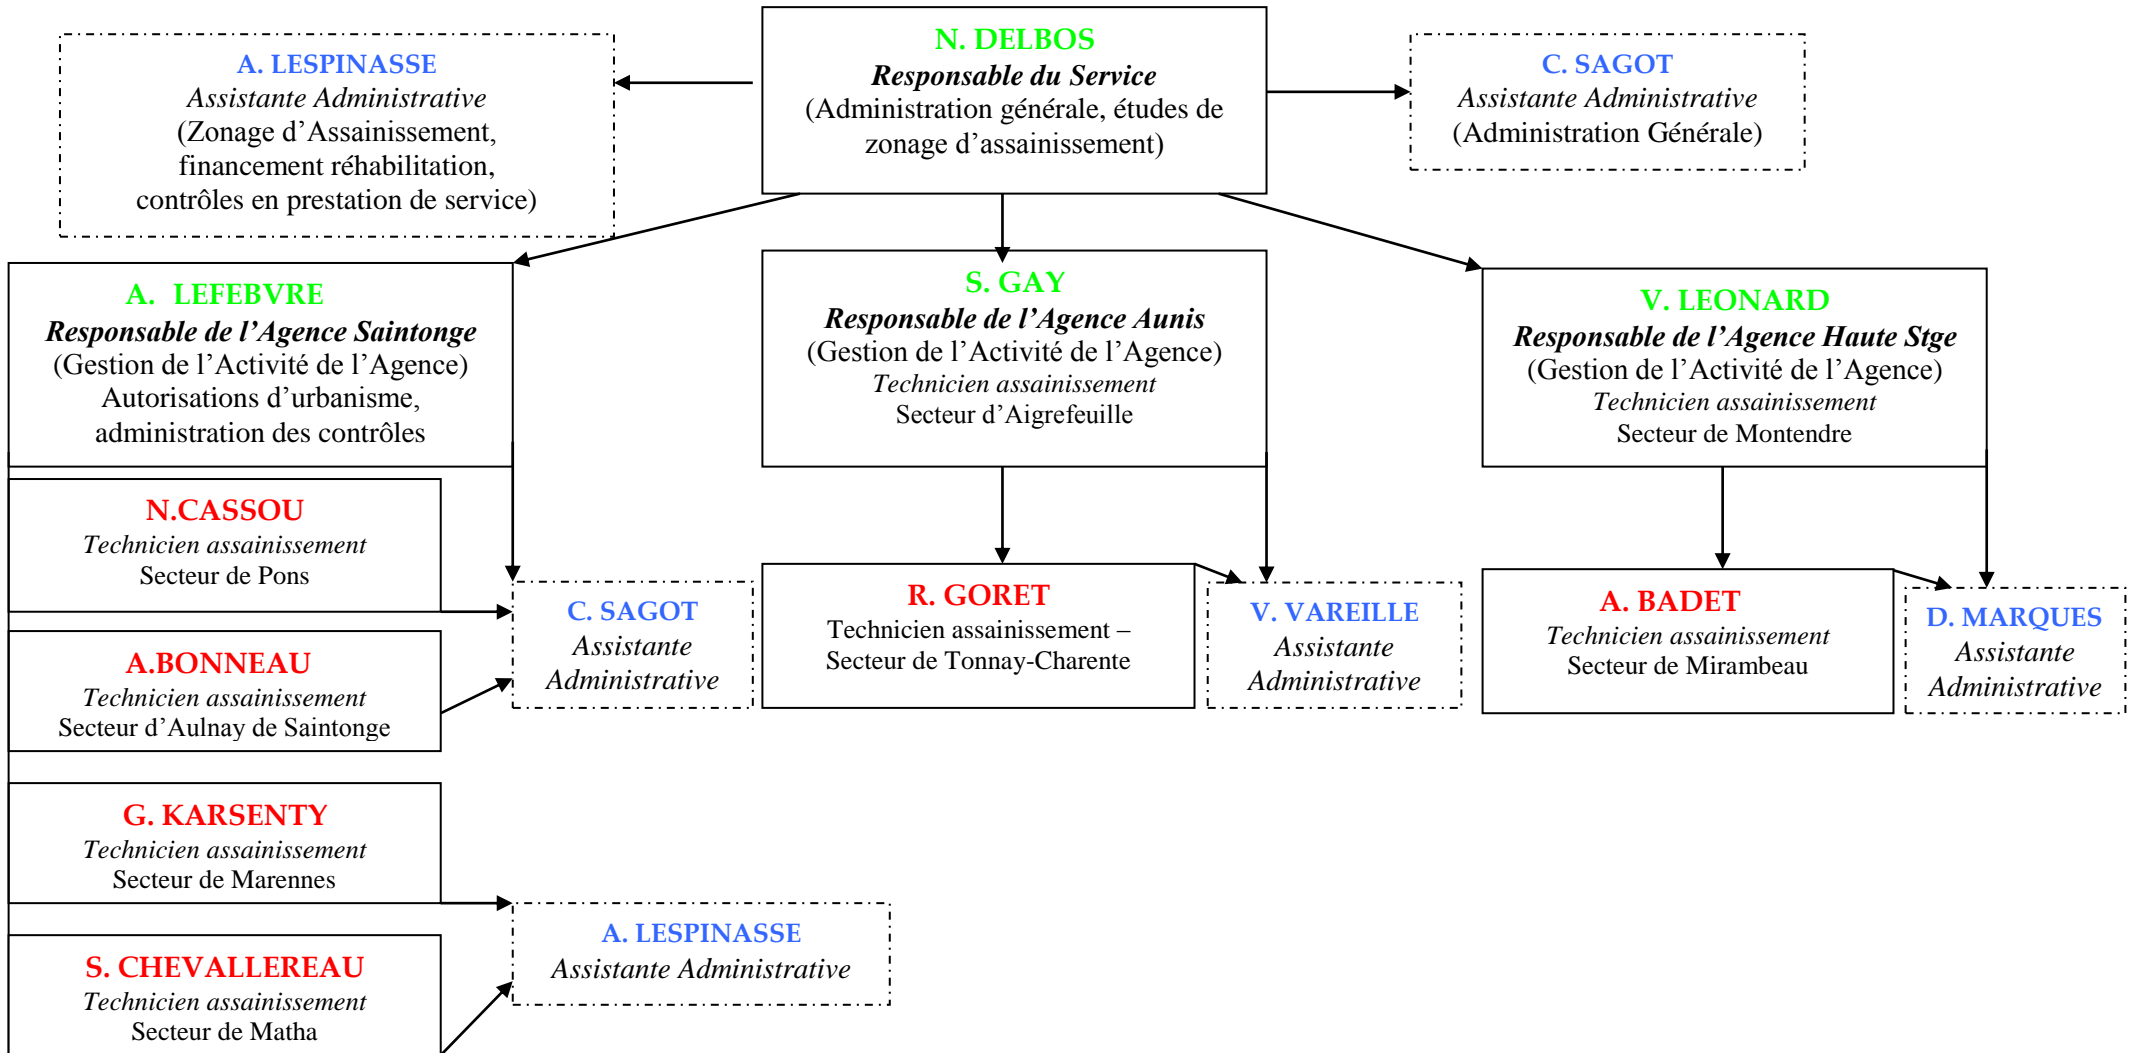 A. LESPINASSE
Assistante Administrative
(Zonage d’Assainissement,
financement réhabilitation,
contrôles en prestation de service)
N. DELBOS
Responsable du Service
(Administration générale, études de
zonage d’assainissement)
C. SAGOT
Assistante Administrative
(Administration Générale)
A. LEFEBVRE
Responsable de l’Agence Saintonge
(Gestion de l’Activité de l’Agence)
Autorisations d’urbanisme,
administration des contrôles
S. GAY
Responsable de l’Agence Aunis
(Gestion de l’Activité de l’Agence)
Technicien assainissement
Secteur d’Aigrefeuille
V. LEONARD
Responsable de l’Agence Haute Stge
(Gestion de l’Activité de l’Agence)
Technicien assainissement
Secteur de Montendre
N.CASSOU
Technicien assainissement
Secteur de Pons
C. SAGOT
Assistante
Administrative
R. GORET
Technicien assainissement –
Secteur de Tonnay-Charente
V. VAREILLE
Assistante
Administrative
A. BADET
Technicien assainissement
Secteur de Mirambeau
D. MARQUES
Assistante
Administrative
A.BONNEAU
Technicien assainissement
Secteur d’Aulnay de Saintonge
G. KARSENTY
Technicien assainissement
Secteur de Marennes
A. LESPINASSE
Assistante Administrative
S. CHEVALLEREAU
Technicien assainissement
Secteur de Matha